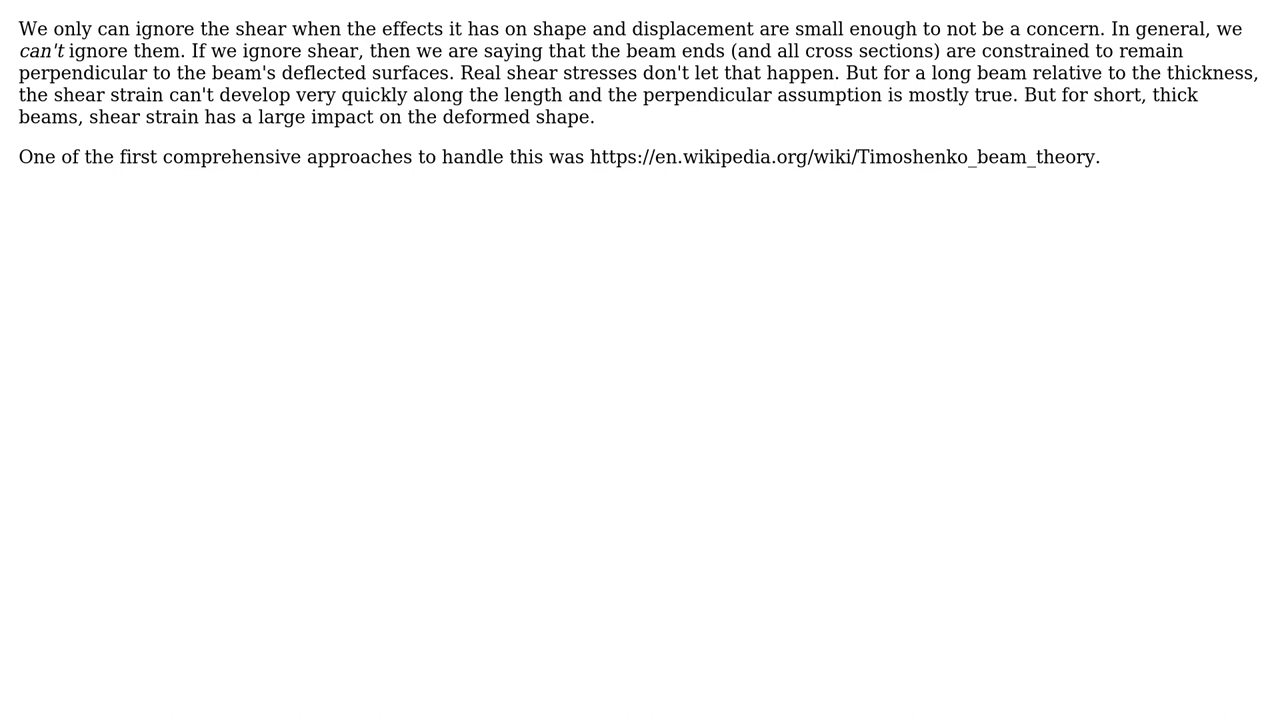 We only can ignore the shear when the effects it has on shape and displacement are small enough to not be a concern. In general, we
can't ignore them. If we ignore shear, then we are saying that the beam ends (and all cross sections) are constrained to remain
perpendicular to the beam's deflected surfaces. Real shear stresses don't let that happen. But for a long beam relative to the thickness,
the shear strain can't develop very quickly along the length and the perpendicular assumption is mostly true. But for short, thick
beams, shear strain has a large impact on the deformed shape.
One of the first comprehensive approaches to handle this was https://en.wikipedia.org/wiki/Timoshenko_beam_theory.